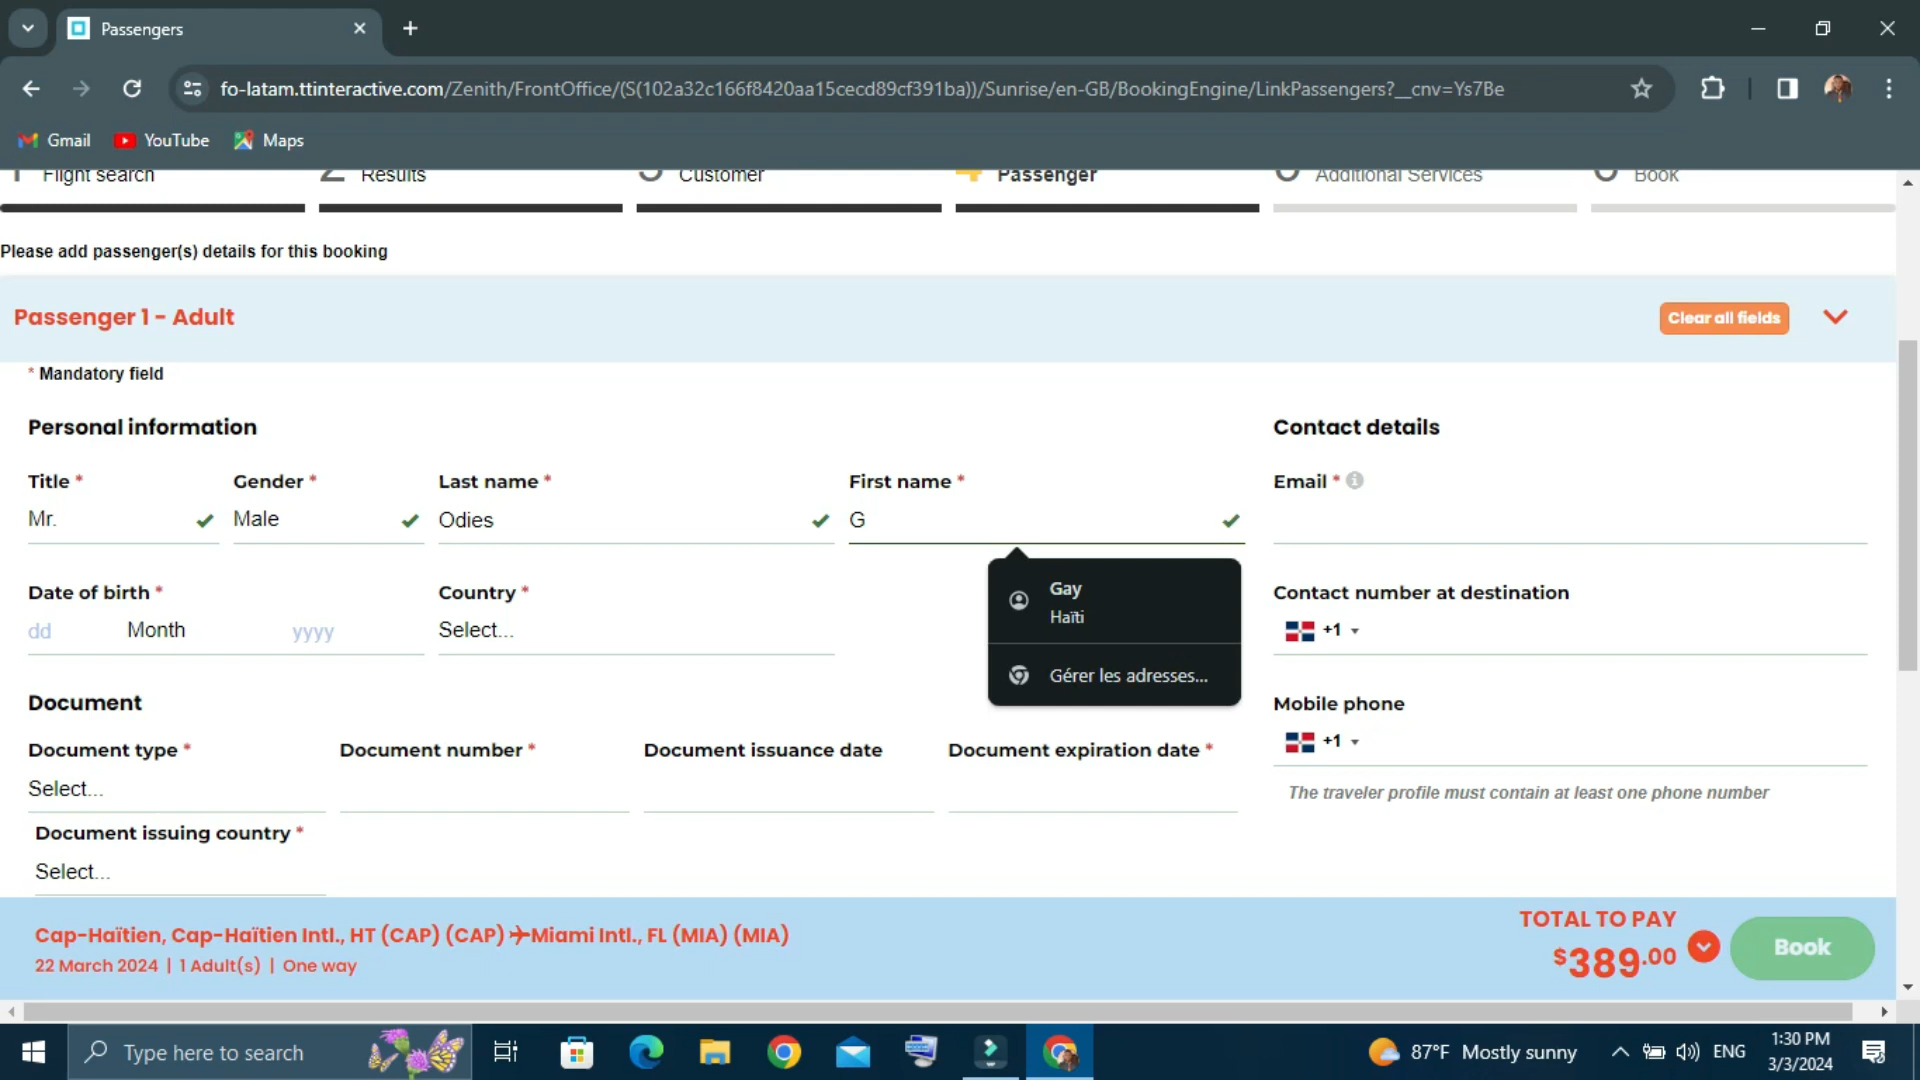 Passengers
fo-latam.ttinteractive.com/Zenith/FrontOffice/(S(102a32c166f8420aa15cecd89cf391ba))/Sunrise/en-GB/BookingEngine/LinkPassengers?__cnv=Ys7Be
Gmail YouTube Maps
1 Flight search 2 Results 3 Customer 4 Passenger Additional Services Book
Please add passenger(s) details for this booking
Passenger 1 - Adult Clear all fields
* Mandatory field
Personal information Contact details
Title * Gender * Last name * First name * Email *
Mr. Male Odies G
Gay
Haïti
Gérer les adresses...
Date of birth * Country * Contact number at destination
dd Month yyyy Select... +1
Document Mobile phone
+1
Document type * Document number * Document issuance date Document expiration date *
Select...
The traveler profile must contain at least one phone number
Document issuing country *
Select...
Cap-Haïtien, Cap-Haïtien Intl., HT (CAP) (CAP) Miami Intl., FL (MIA) (MIA)
22 March 2024 | 1 Adult(s) | One way
TOTAL TO PAY
$389.00
Book
Type here to search
87°F Mostly sunny
ENG
1:30 PM
3/3/2024